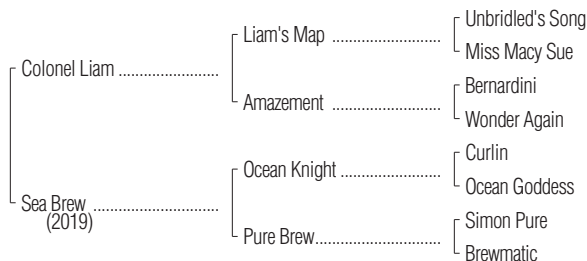 Unbridled's Song
Liam's Map ......................
Miss Macy Sue
Colonel Liam .....................
Bernardini
Amazement ......................
Wonder Again
Curlin
Ocean Knight ....................
Ocean Goddess
Sea Brew ..........................
(2019)
Simon Pure
Pure Brew.........................
Brewmatic